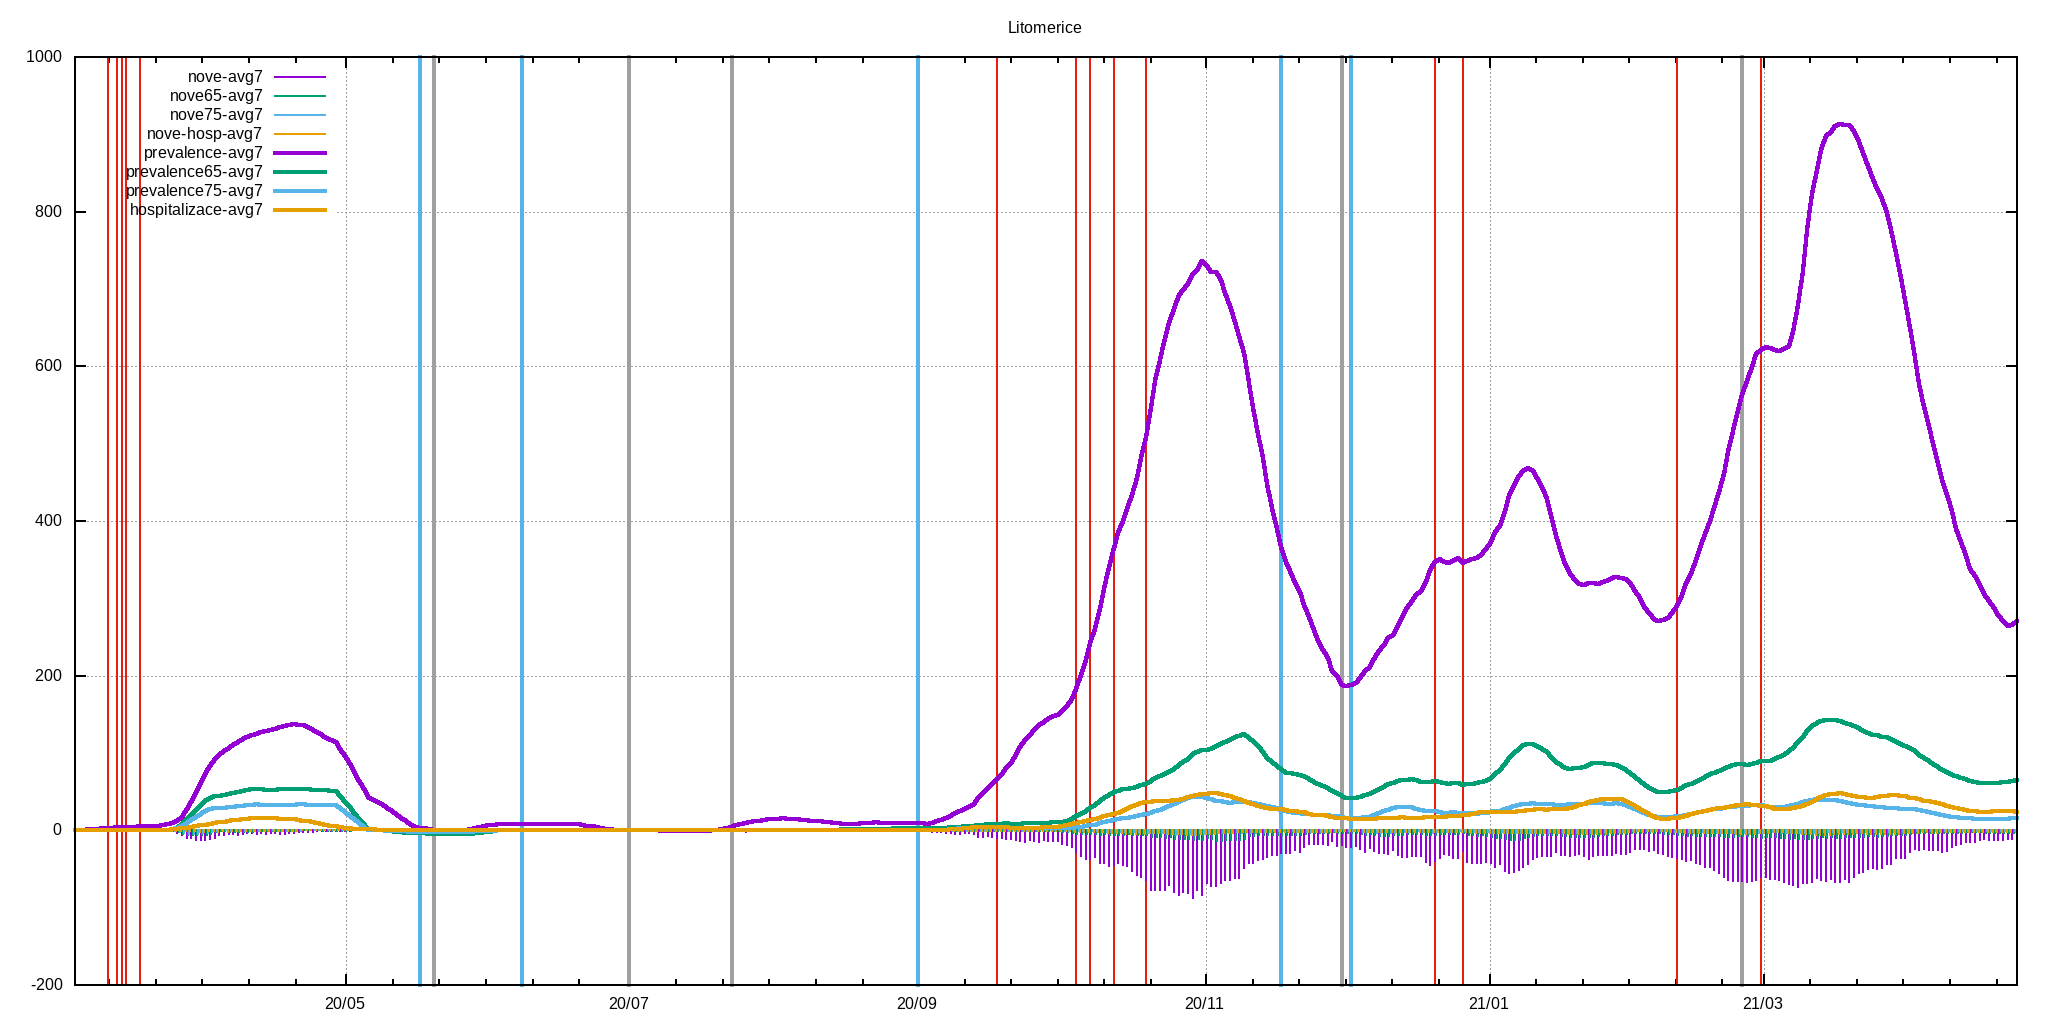 Litomerice
1000
800
600
400
200
0
-200
nove-avg7
nove65-avg7
nove75-avg7
nove-hosp-avg7
prevalence-avg7
prevalence65-avg7
prevalence75-avg7
hospitalizace-avg7
20/05 20/07 20/09 20/11 21/01 21/03